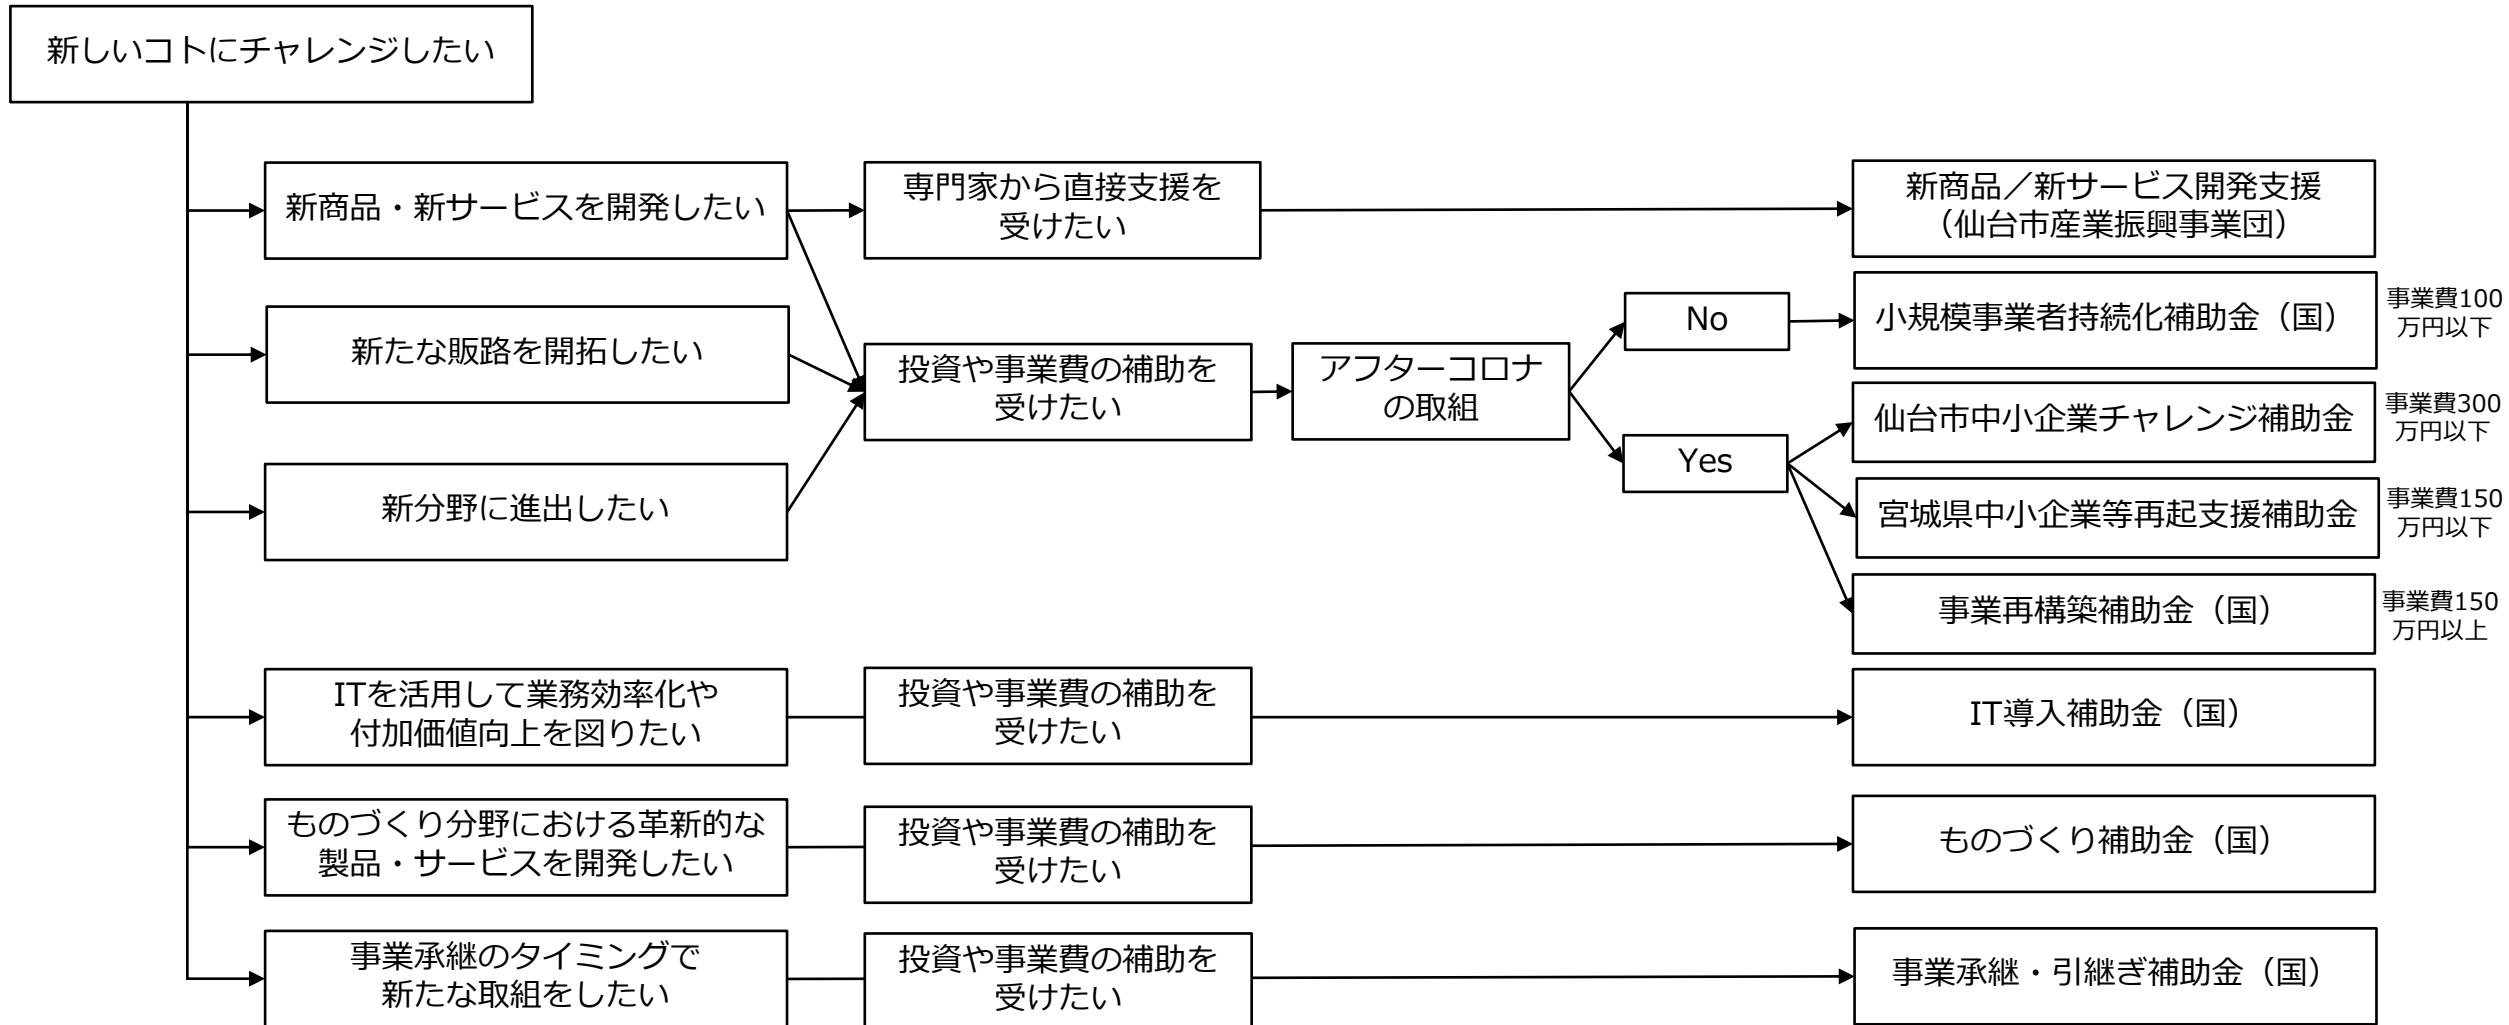 新しいコトにチャレンジしたい
新商品・新サービスを開発したい
専門家から直接支援を
受けたい
新商品／新サービス開発支援
（仙台市産業振興事業団）
新たな販路を開拓したい
新分野に進出したい
投資や事業費の補助を
受けたい
アフターコロナ
の取組
No
小規模事業者持続化補助金（国）
事業費100
万円以下
Yes
仙台市中小企業チャレンジ補助金
事業費300
万円以下
宮城県中小企業等再起支援補助金
事業費150
万円以下
事業再構築補助金（国）
事業費150
万円以上
ITを活用して業務効率化や
付加価値向上を図りたい
投資や事業費の補助を
受けたい
IT導入補助金（国）
ものづくり分野における革新的な
製品・サービスを開発したい
投資や事業費の補助を
受けたい
ものづくり補助金（国）
事業承継のタイミングで
新たな取組をしたい
投資や事業費の補助を
受けたい
事業承継・引継ぎ補助金（国）